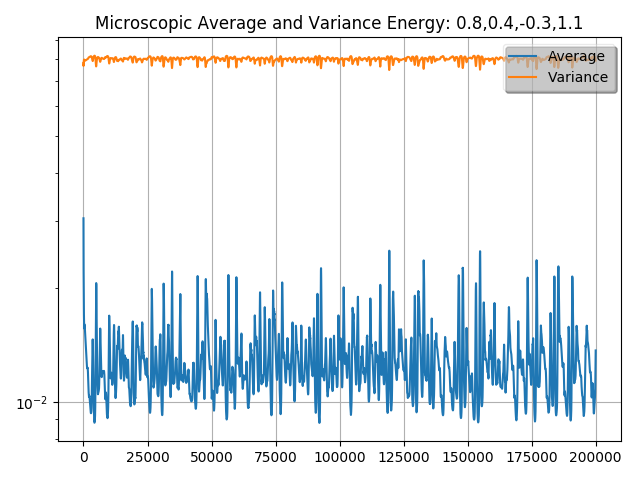 Microscopic Average and Variance Energy: 0.8,0.4,-0.3,1.1
Average
Variance
10⁻²
0 25000 50000 75000 100000 125000 150000 175000 200000